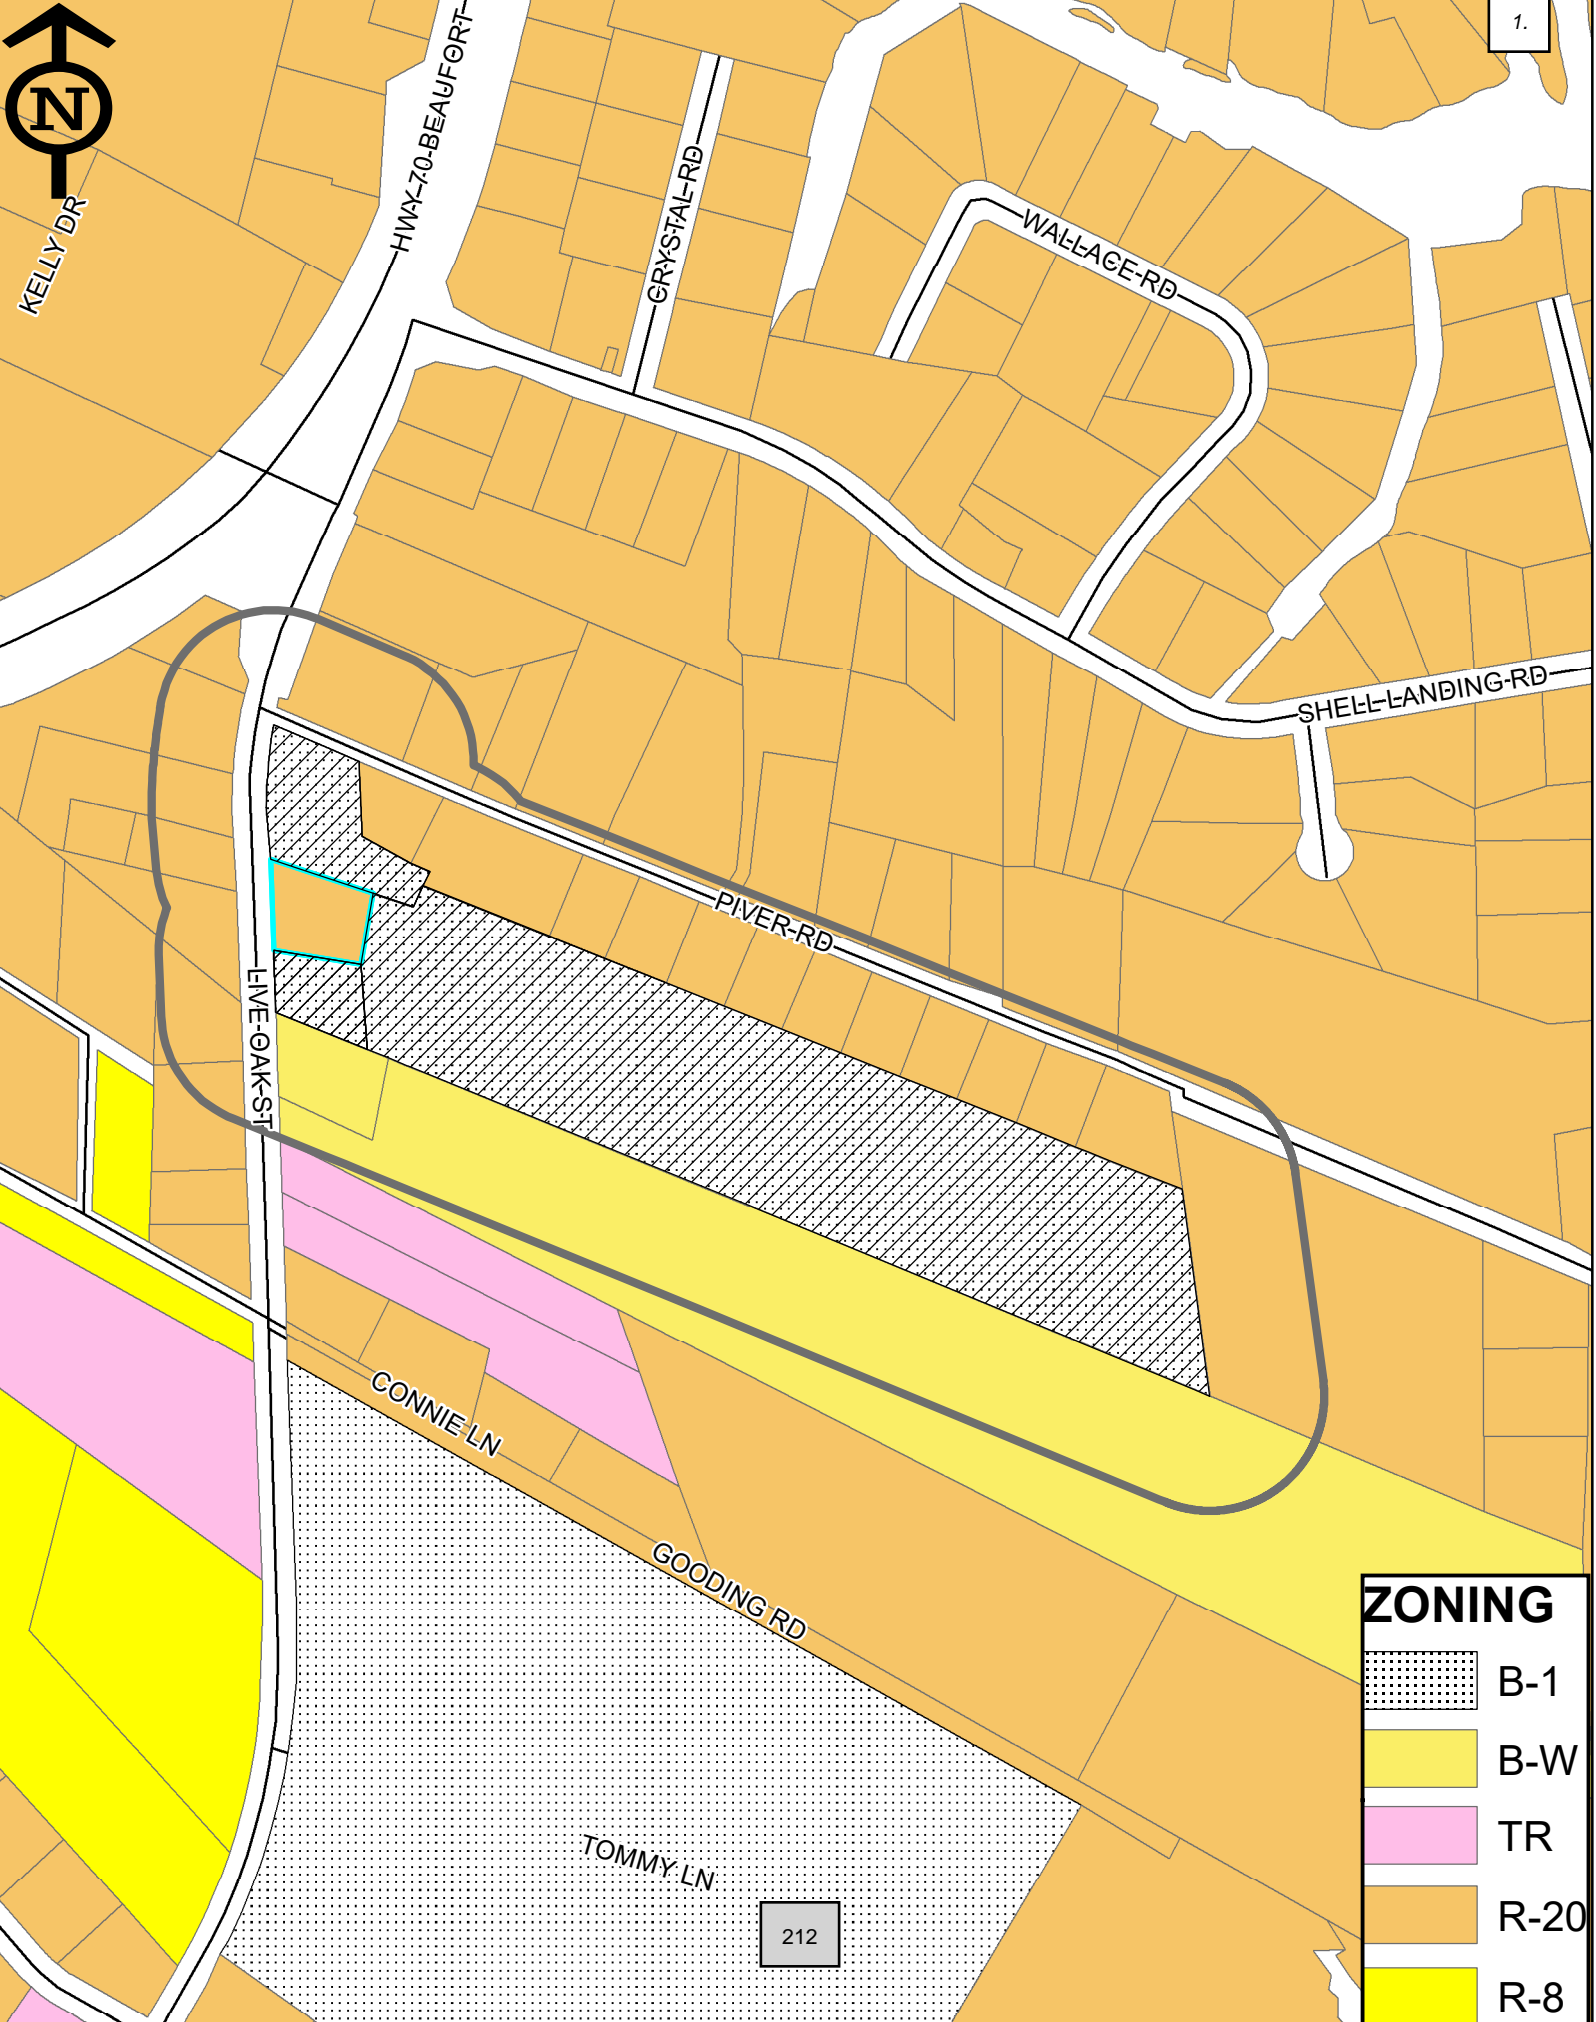 1.
N
HWY 70 BEAUFORT
CRYSTAL RD
KELLY DR
WALLACE RD
SHELL LANDING RD
PIVER RD
LIVE OAK ST
CONNIE LN
GOODING RD
TOMMY LN
212
ZONING
B-1
B-W
TR
R-20
R-8